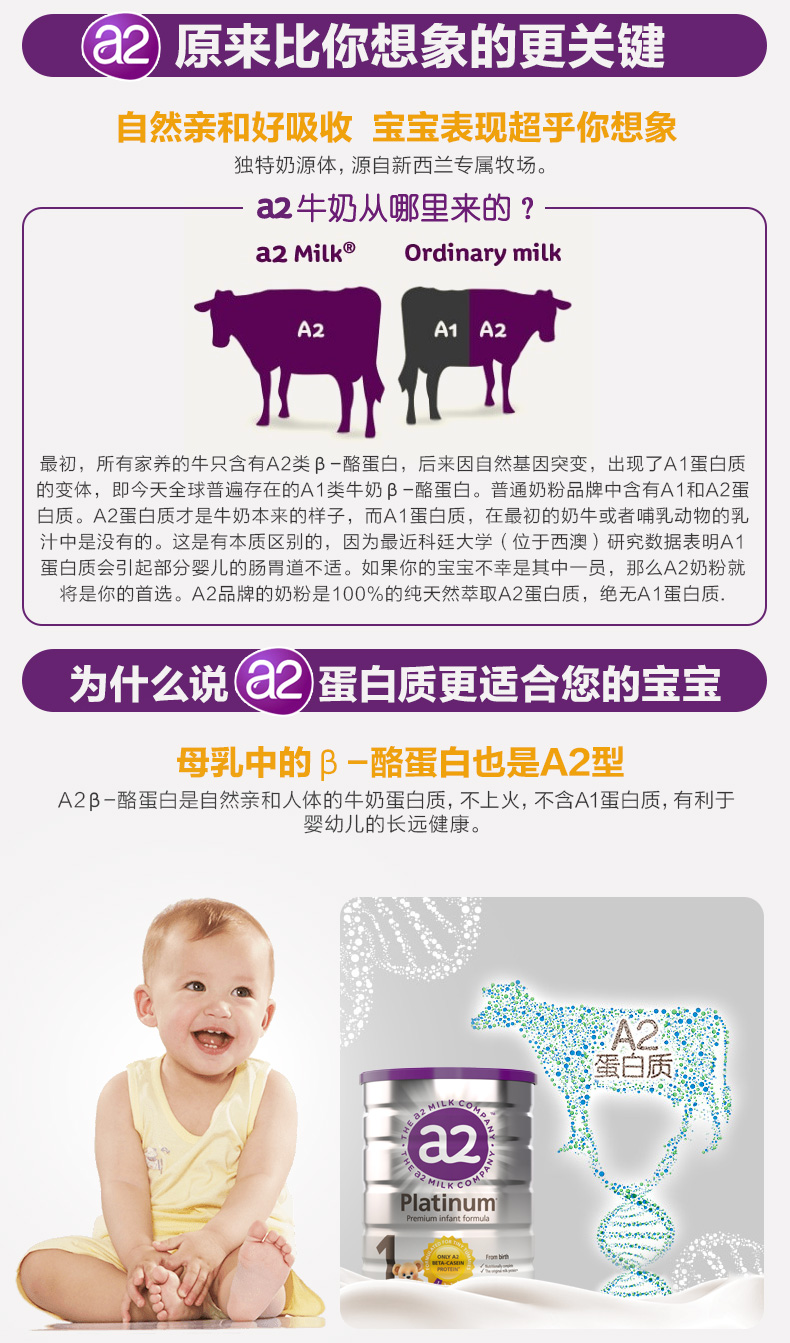 a2 原来比你想象的更关键
自然亲和好吸收 宝宝表现超乎你想象
独特奶源体，源自新西兰专属牧场。
a2牛奶从哪里来的？
a2 Milk® Ordinary milk
A2 A1 A2
最初，所有家养的牛只含有A2类β-酪蛋白，后来因自然基因突变，出现了A1蛋白质
的变体，即今天全球普遍存在的A1类牛奶β-酪蛋白。普通奶粉品牌中含有A1和A2蛋
白质。A2蛋白质才是牛奶本来的样子，而A1蛋白质，在最初的奶牛或者哺乳动物的乳
汁中是没有的。这是有本质区别的，因为最近科廷大学（位于西澳）研究数据表明A1
蛋白质会引起部分婴儿的肠胃道不适。如果你的宝宝不幸是其中一员，那么A2奶粉就
将是你的首选。A2品牌的奶粉是100%的纯天然萃取A2蛋白质，绝无A1蛋白质.
为什么说a2蛋白质更适合您的宝宝
母乳中的β-酪蛋白也是A2型
A2β-酪蛋白是自然亲和人体的牛奶蛋白质，不上火，不含A1蛋白质，有利于
婴幼儿的长远健康。
A2
蛋白质
THE a2 MILK COMPANY
a2
THE a2 MILK COMPANY
Platinum
Premium infant formula
1
ONLY A2
BETA-CASEIN
PROTEIN
From birth